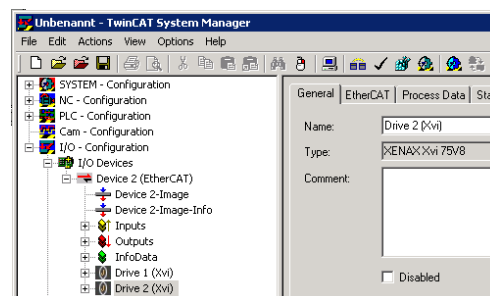 Unbenannt - TwinCAT System Manager
File Edit Actions View Options Help
SYSTEM - Configuration
NC - Configuration
PLC - Configuration
Cam - Configuration
I/O - Configuration
I/O Devices
Device 2 (EtherCAT)
Device 2-Image
Device 2-Image-Info
Inputs
Outputs
InfoData
Drive 1 (Xvi)
Drive 2 (Xvi)
General EtherCAT Process Data Sta
Name: Drive 2 (Xvi)
Type: XENAX Xvi 75V8
Comment:
Disabled